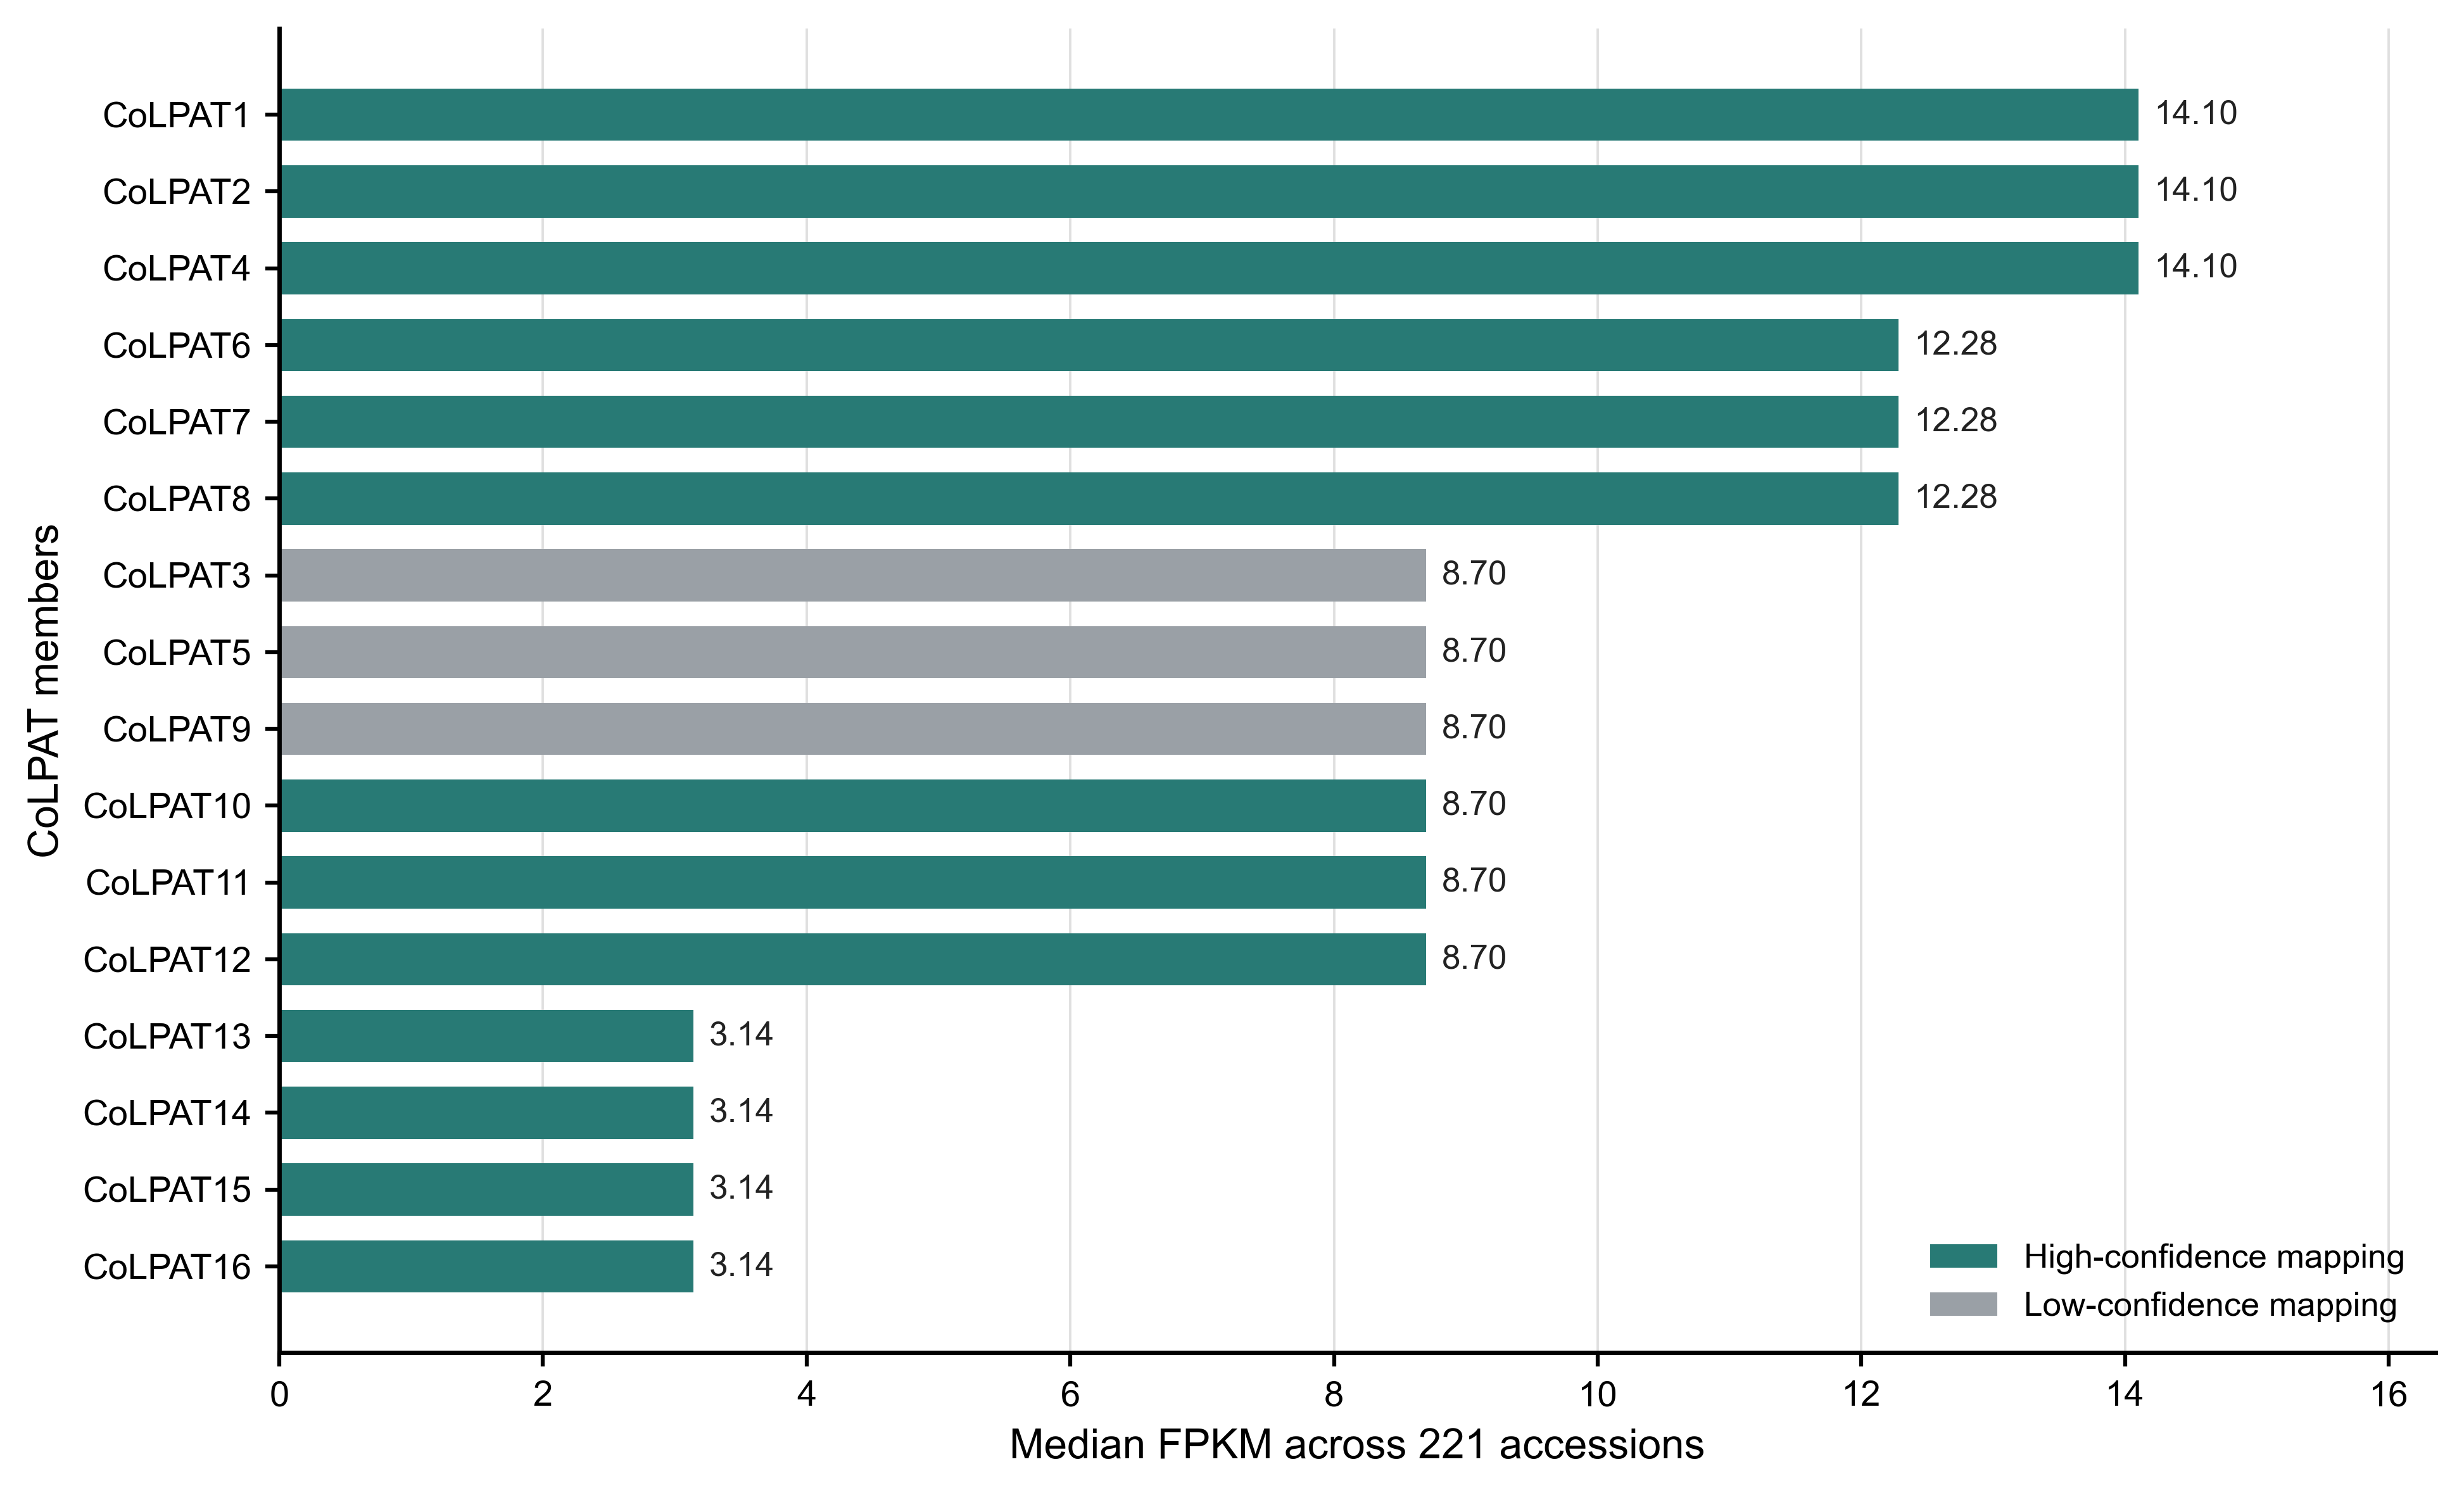 CoLPAT members
CoLPAT1 14.10
CoLPAT2 14.10
CoLPAT4 14.10
CoLPAT6 12.28
CoLPAT7 12.28
CoLPAT8 12.28
CoLPAT3 8.70
CoLPAT5 8.70
CoLPAT9 8.70
CoLPAT10 8.70
CoLPAT11 8.70
CoLPAT12 8.70
CoLPAT13 3.14
CoLPAT14 3.14
CoLPAT15 3.14
CoLPAT16 3.14
High-confidence mapping
Low-confidence mapping
0 2 4 6 8 10 12 14 16
Median FPKM across 221 accessions